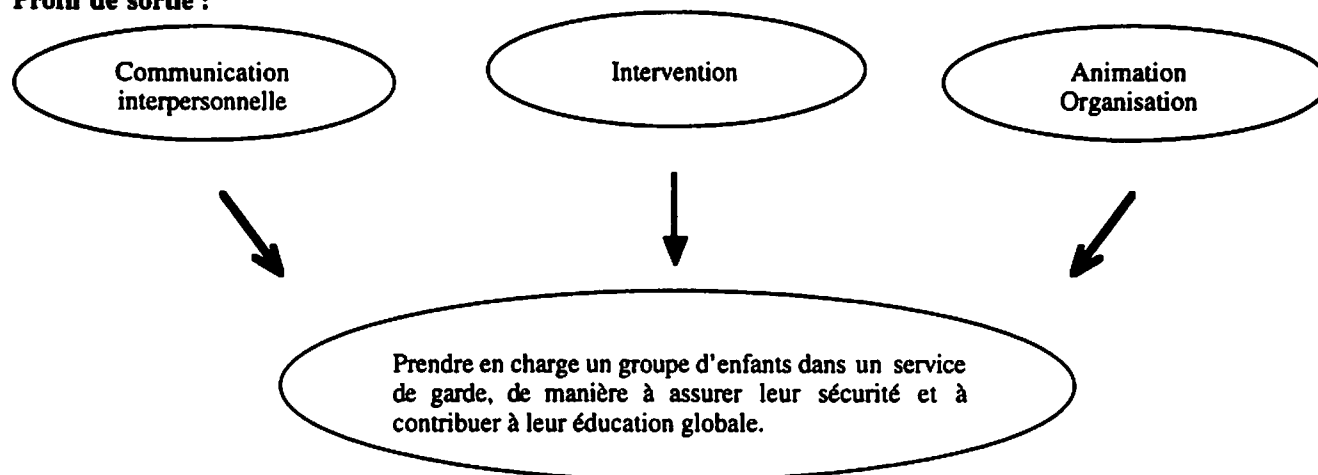 Profil de sortie :
Communication
interpersonnelle
Intervention
Animation
Organisation
Prendre en charge un groupe d'enfants dans un service
de garde, de manière à assurer leur sécurité et à
contribuer à leur éducation globale.